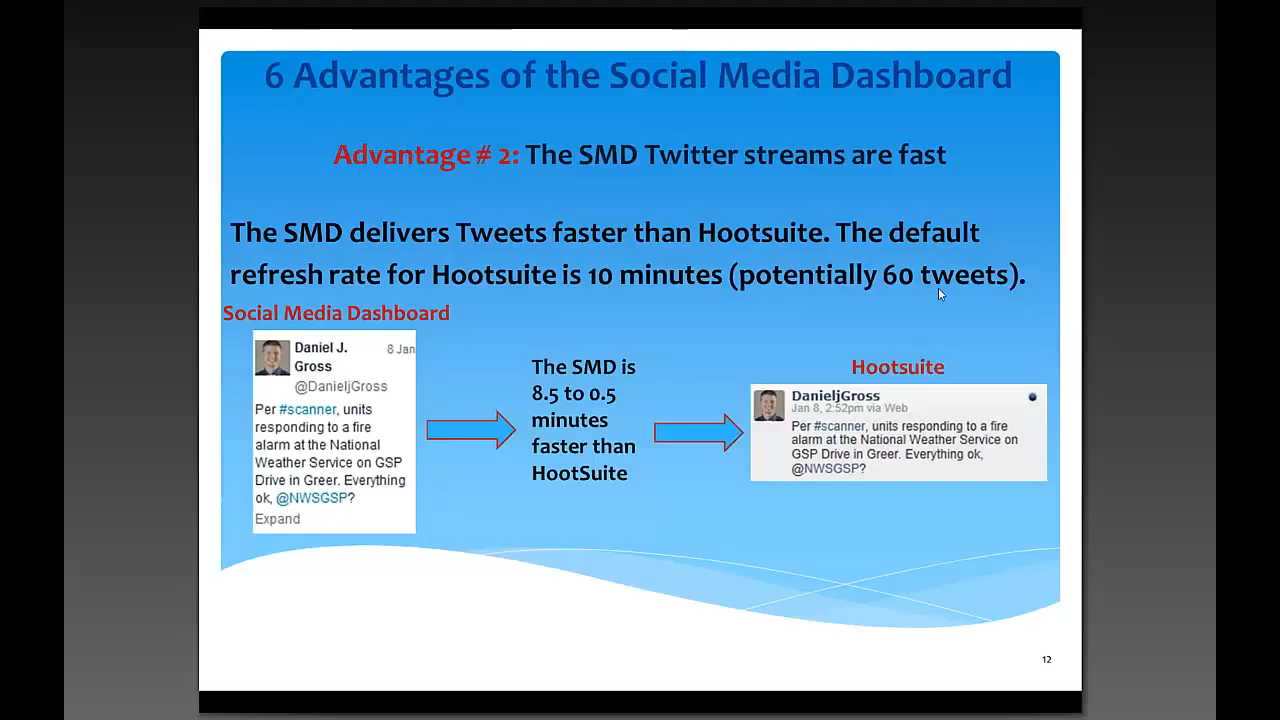 6 Advantages of the Social Media Dashboard
Advantage # 2: The SMD Twitter streams are fast
The SMD delivers Tweets faster than Hootsuite. The default
refresh rate for Hootsuite is 10 minutes (potentially 60 tweets).
Social Media Dashboard
Daniel J. 8 Jan
Gross
@DanieljGross
Per #scanner, units
responding to a fire
alarm at the National
Weather Service on GSP
Drive in Greer. Everything
ok, @NWSGSP?
Expand
The SMD is
8.5 to 0.5
minutes
faster than
HootSuite
Hootsuite
DanieljGross
Jan 8, 2:52pm via Web
Per #scanner, units responding to a fire
alarm at the National Weather Service on
GSP Drive in Greer. Everything ok,
@NWSGSP?
12